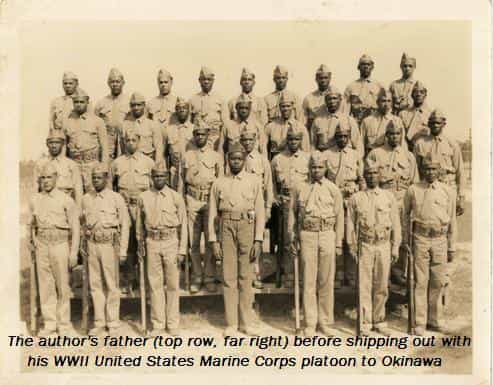 The author's father (top row, far right) before shipping out with
his WWII United States Marine Corps platoon to Okinawa